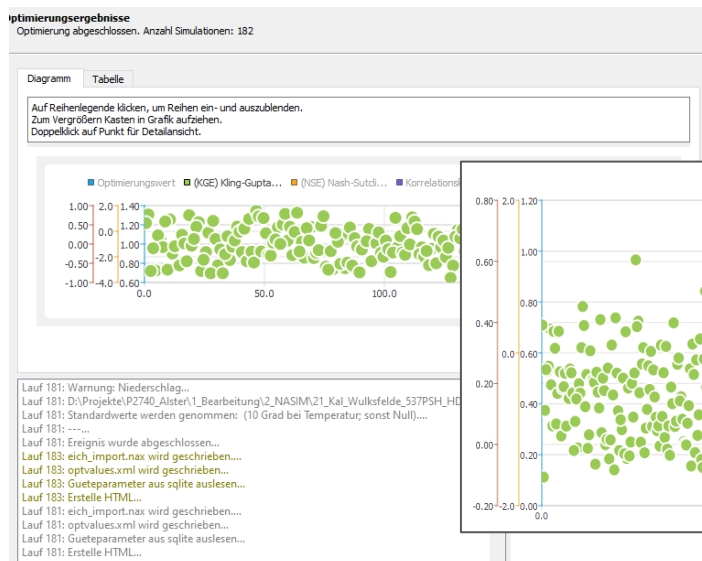 Optimierungsergebnisse
Optimierung abgeschlossen. Anzahl Simulationen: 182
Diagramm Tabelle
Auf Reihenlegende klicken, um Reihen ein- und auszublenden.
Zum Vergrößern Kasten in Grafik aufziehen.
Doppelklick auf Punkt für Detailansicht.
Optimierungswert (KGE) Kling-Gupta... (NSE) Nash-Sutcli... Korrelationsk
1.00 2.0 1.40
0.50 0.0 1.20
0.00 1.00
-0.50 -2.0 0.80
-1.00 -4.0 0.60
0.0 50.0 100.0
0.80 2.0 1.20
1.00
0.60
0.80
0.40
0.0 0.60
0.20
0.40
0.00
0.20
-0.20 -2.0 0.00
0.0
Lauf 181: Warnung: Niederschlag...
Lauf 181: D:\Projekte\P2740_Alster\1_Bearbeitung\2_NASIM\21_Kal_Wulksfelde_537PSH_HD
Lauf 181: Standardwerte werden genommen: (10 Grad bei Temperatur; sonst Null)....
Lauf 181: ---...
Lauf 181: Ereignis wurde abgeschlossen...
Lauf 183: eich_import.nax wird geschrieben...
Lauf 183: optvalues.xml wird geschrieben...
Lauf 183: Gueteparameter aus sqlite auslesen...
Lauf 183: Erstelle HTML...
Lauf 181: eich_import.nax wird geschrieben...
Lauf 181: optvalues.xml wird geschrieben...
Lauf 181: Gueteparameter aus sqlite auslesen...
Lauf 181: Erstelle HTML...